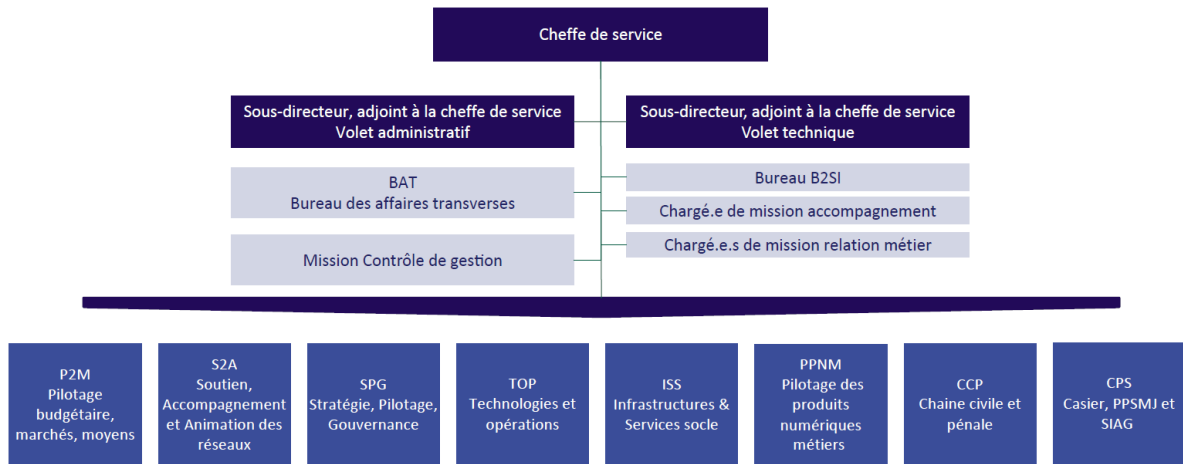 Cheffe de service
Sous-directeur, adjoint à la cheffe de service
Volet administratif
Sous-directeur, adjoint à la cheffe de service
Volet technique
BAT
Bureau des affaires transverses
Mission Contrôle de gestion
Bureau B2SI
Chargé.e de mission accompagnement
Chargé.e.s de mission relation métier
P2M
Pilotage
budgétaire,
marchés, moyens
S2A
Soutien,
Accompagnement
et Animation des
réseaux
SPG
Stratégie, Pilotage,
Gouvernance
TOP
Technologies et
opérations
ISS
Infrastructures &
Services socle
PPNM
Pilotage des
produits
numériques
métiers
CCP
Chaine civile et
pénale
CPS
Casier, PPSMJ et
SIAG